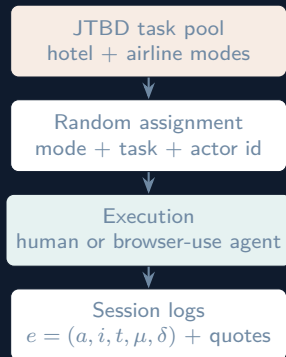 JTBD task pool
hotel + airline modes
Random assignment
mode + task + actor id
Execution
human or browser-use agent
Session logs
e = (a, i, t, μ, δ) + quotes